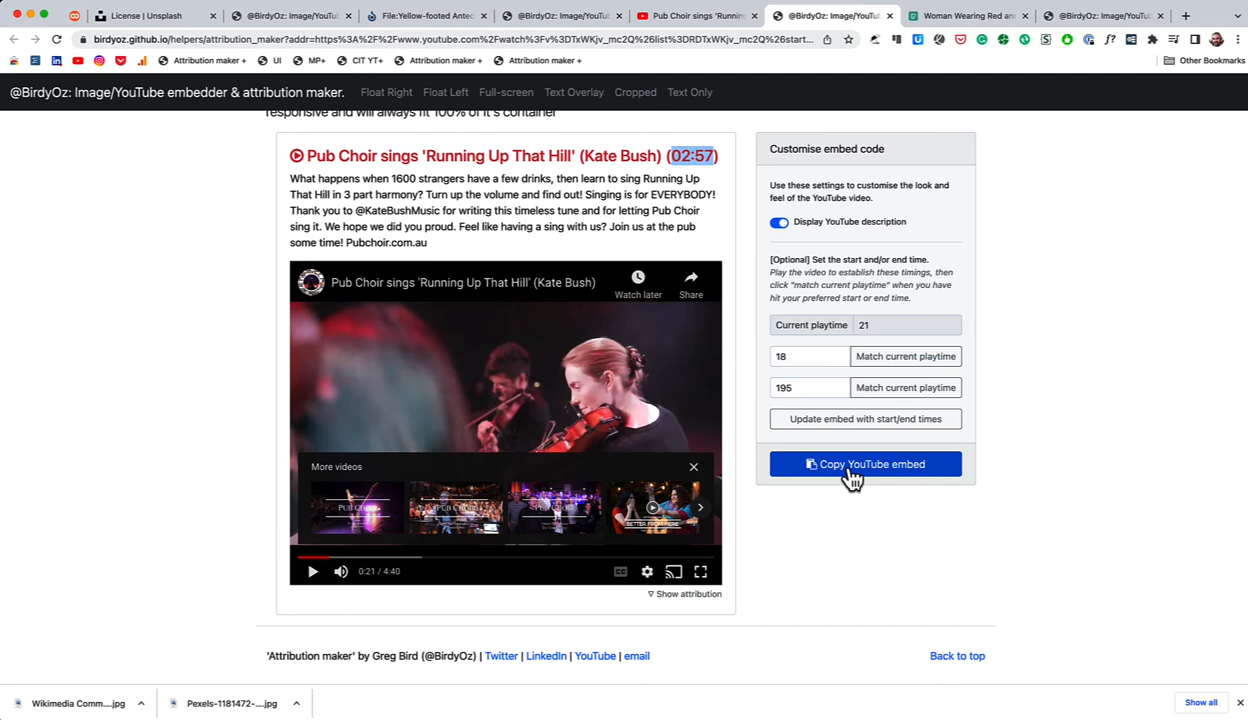 License | Unsplash
@BirdyOz: Image/YouTu
File:Yellow-footed Antec
@BirdyOz: Image/YouTu
Pub Choir sings 'Runnin
@BirdyOz: Image/YouTu
Woman Wearing Red an
@BirdyOz: Image/YouTu
birdyoz.github.io/helpers/attribution_maker?addr=https%3A%2F%2Fwww.youtube.com%2Fwatch%3Fv%3DTxWKjv_mc2Q%26list%3DRDTxWKjv_mc2Q%26start...
Attribution maker +
UI
MP+
CIT YT+
Attribution maker +
Attribution maker +
Other Bookmarks
@BirdyOz: Image/YouTube embedder & attribution maker.
Float Right
Float Left
Full-screen
Text Overlay
Cropped
Text Only
responsive and will always fit 100% of it's container
Pub Choir sings 'Running Up That Hill' (Kate Bush) (02:57)
What happens when 1600 strangers have a few drinks, then learn to sing Running Up
That Hill in 3 part harmony? Turn up the volume and find out! Singing is for EVERYBODY!
Thank you to @KateBushMusic for writing this timeless tune and for letting Pub Choir
sing it. We hope we did you proud. Feel like having a sing with us? Join us at the pub
some time! Pubchoir.com.au
Pub Choir sings 'Running Up That Hill' (Kate Bush)
Watch later
Share
More videos
PUB CHOIR
PUB CHOIR
PUB CHOIR
BETTER FROM HERE
0:21 / 4:40
CC
∇ Show attribution
Customise embed code
Use these settings to customise the look and
feel of the YouTube video.
Display YouTube description
[Optional] Set the start and/or end time.
Play the video to establish these timings, then
click "match current playtime" when you have
hit your preferred start or end time.
Current playtime
21
18
Match current playtime
195
Match current playtime
Update embed with start/end times
Copy YouTube embed
'Attribution maker' by Greg Bird (@BirdyOz) | Twitter | LinkedIn | YouTube | email
Back to top
Wikimedia Comm....jpg
Pexels-1181472-....jpg
Show all